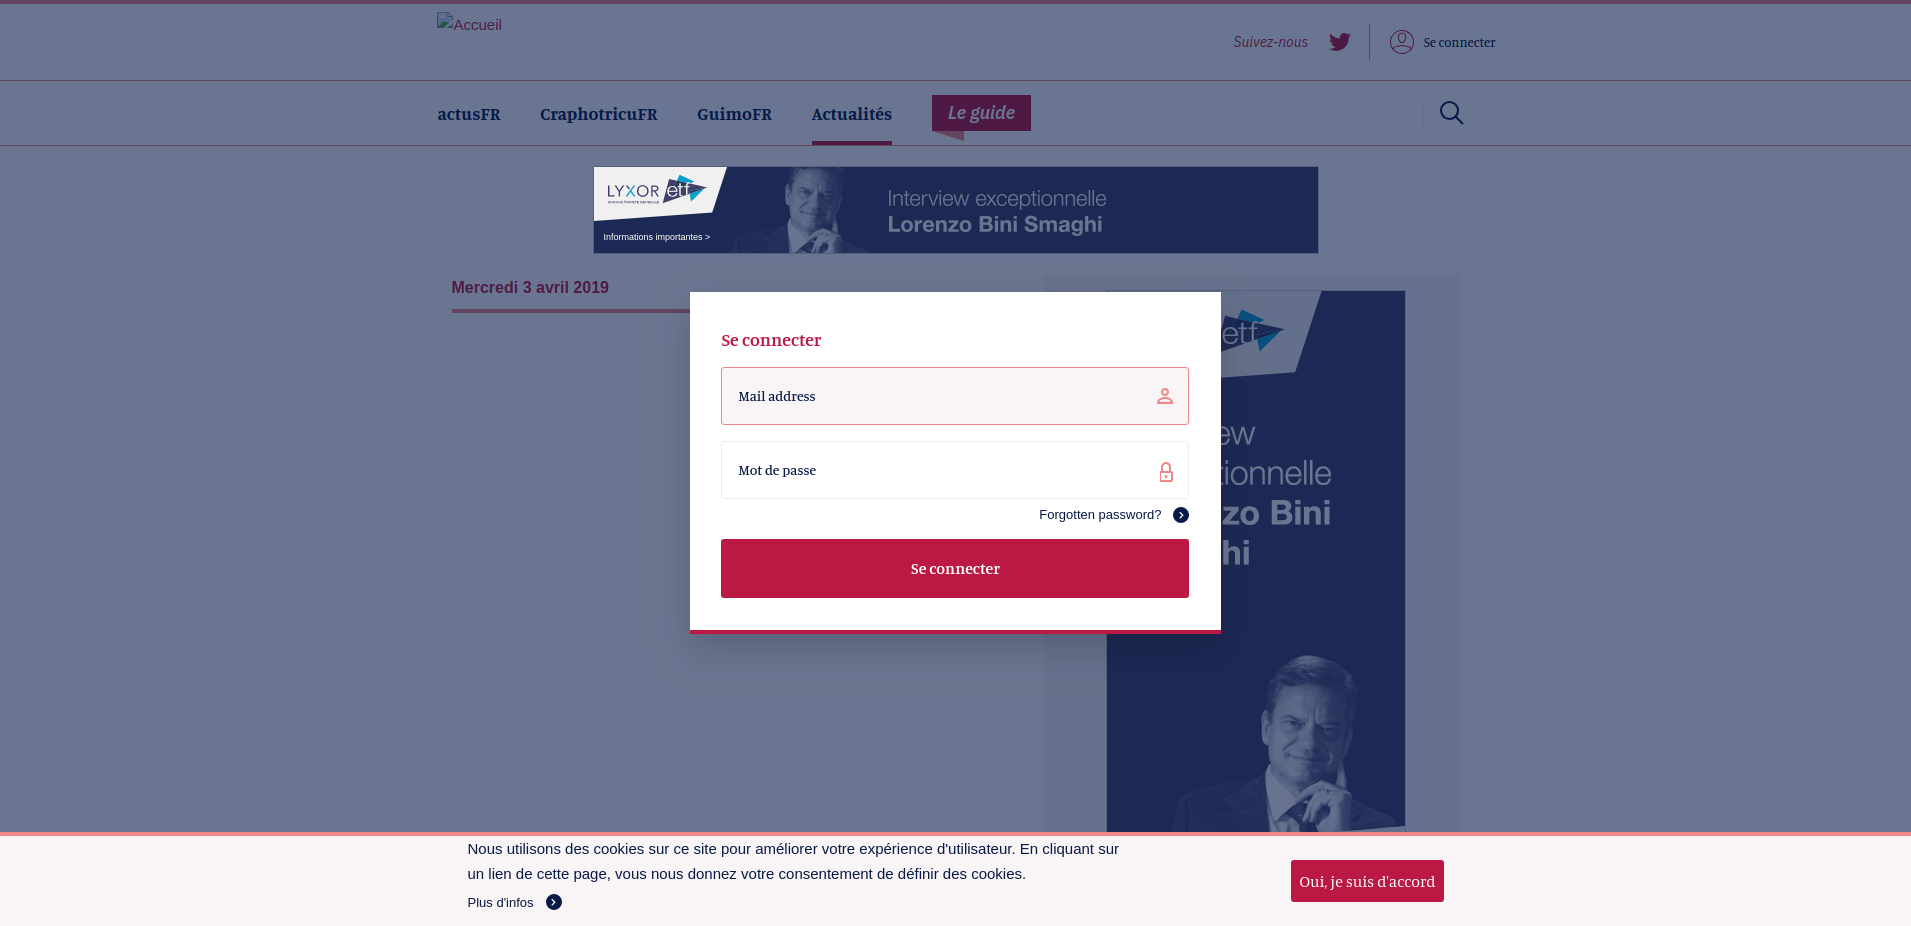 Accueil
Suivez-nous
Se connecter
actusFR
CraphotricuFR
GuimoFR
Actualités
Le guide
LYXOR etf
Interview exceptionnelle
Lorenzo Bini Smaghi
Informations importantes >
Mercredi 3 avril 2019
etf
Se connecter
Mail address
ew
tionnelle
Mot de passe
zo Bini
Forgotten password?
hi
Se connecter
Nous utilisons des cookies sur ce site pour améliorer votre expérience d'utilisateur. En cliquant sur
un lien de cette page, vous nous donnez votre consentement de définir des cookies.
Oui, je suis d'accord
Plus d'infos